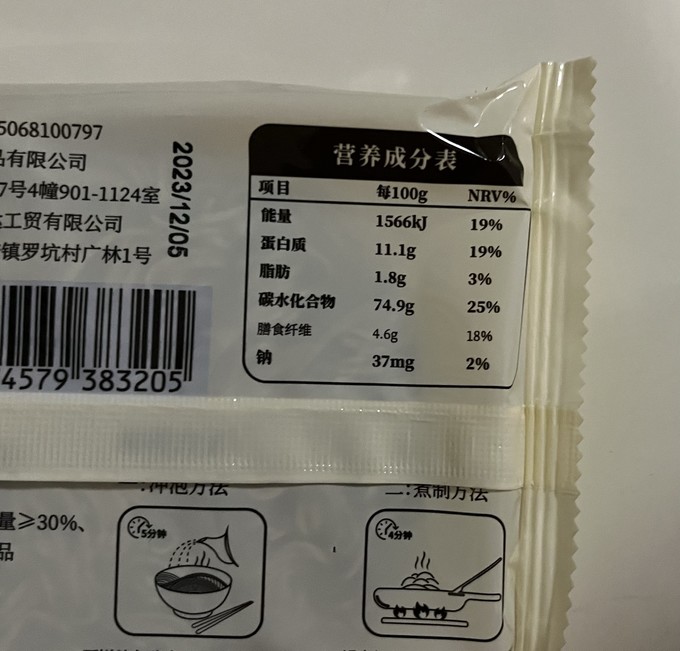 5068100797
品有限公司
7号4幢901-1124室
工贸有限公司
镇罗坑村广林1号
2023/12/05
4579 383205
营养成分表
项目 每100g NRV%
能量 1566kJ 19%
蛋白质 11.1g 19%
脂肪 1.8g 3%
碳水化合物 74.9g 25%
膳食纤维 4.6g 18%
钠 37mg 2%
量≥30%、
品
一:冲泡方法
5分钟
二:煮制方法
4分钟